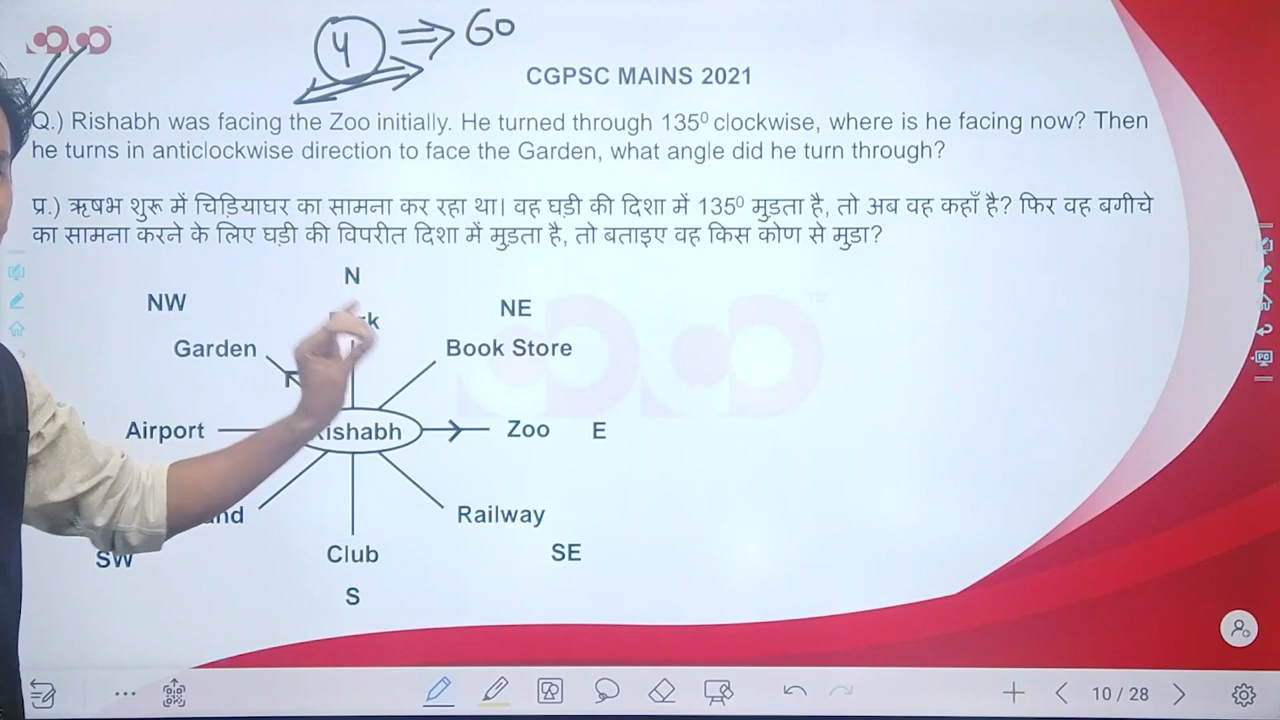 4 ⇒ 60
CGPSC MAINS 2021
Q.) Rishabh was facing the Zoo initially. He turned through 135⁰ clockwise, where is he facing now? Then
he turns in anticlockwise direction to face the Garden, what angle did he turn through?
प्र.) ऋषभ शुरू में चिड़ियाघर का सामना कर रहा था। वह घड़ी की दिशा में 135⁰ मुड़ता है, तो अब वह कहाँ है? फिर वह बगीचे
का सामना करने के लिए घड़ी की विपरीत दिशा में मुड़ता है, तो बताइए वह किस कोण से मुडा?
N
NW
NE
Garden
Book Store
Airport
Zoo
E
Railway
SW
Club
SE
S
10 / 28
PC